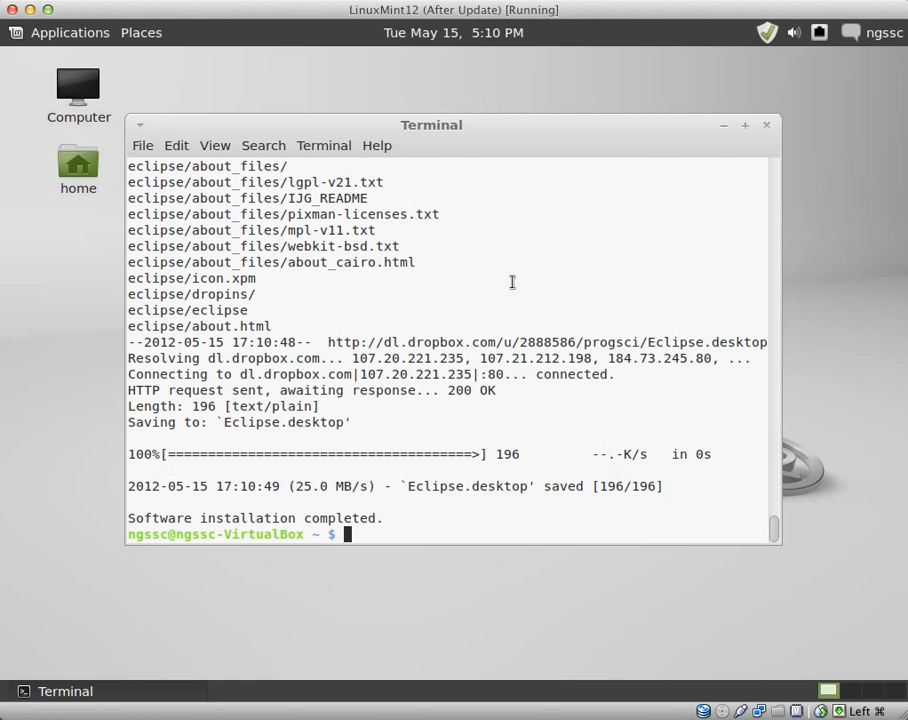 LinuxMint12 (After Update) [Running]
Applications Places Tue May 15, 5:10 PM ngssc
Computer
home
Terminal
File Edit View Search Terminal Help
eclipse/about_files/
eclipse/about_files/lgpl-v21.txt
eclipse/about_files/IJG_README
eclipse/about_files/pixman-licenses.txt
eclipse/about_files/mpl-v11.txt
eclipse/about_files/webkit-bsd.txt
eclipse/about_files/about_cairo.html
eclipse/icon.xpm
eclipse/dropins/
eclipse/eclipse
eclipse/about.html
--2012-05-15 17:10:48--  http://dl.dropbox.com/u/2888586/progsci/Eclipse.desktop
Resolving dl.dropbox.com... 107.20.221.235, 107.21.212.198, 184.73.245.80, ...
Connecting to dl.dropbox.com|107.20.221.235|:80... connected.
HTTP request sent, awaiting response... 200 OK
Length: 196 [text/plain]
Saving to: `Eclipse.desktop'
100%[======================================>] 196         --.-K/s   in 0s
2012-05-15 17:10:49 (25.0 MB/s) - `Eclipse.desktop' saved [196/196]
Software installation completed.
ngssc@ngssc-VirtualBox ~ $
Terminal
Left ⌘